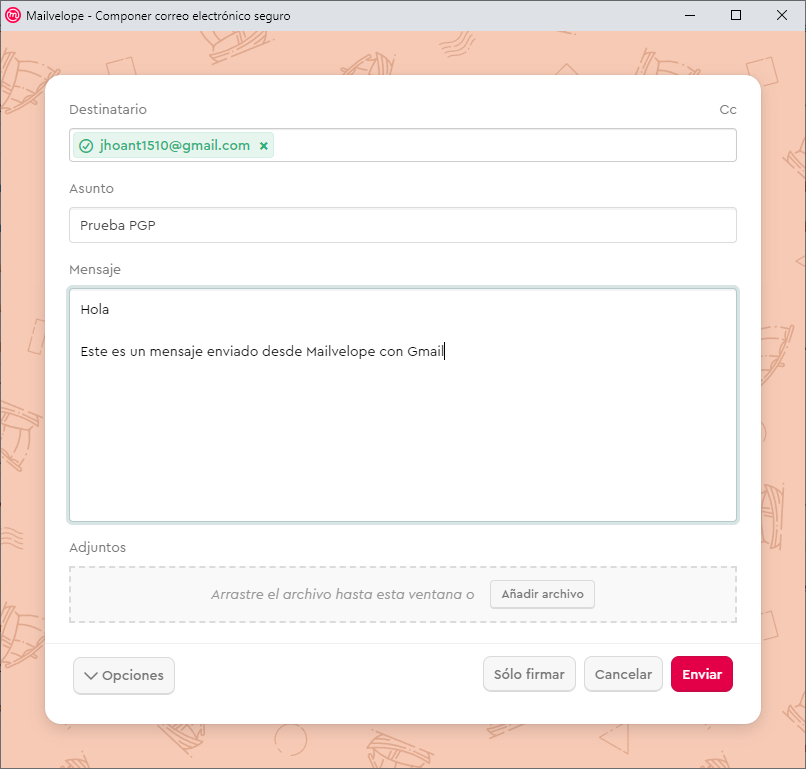 Mailvelope - Componer correo electrónico seguro
Destinatario Cc
jhoant1510@gmail.com ×
Asunto
Prueba PGP
Mensaje
Hola
Este es un mensaje enviado desde Mailvelope con Gmail
Adjuntos
Arrastre el archivo hasta esta ventana o Añadir archivo
Opciones Sólo firmar Cancelar Enviar